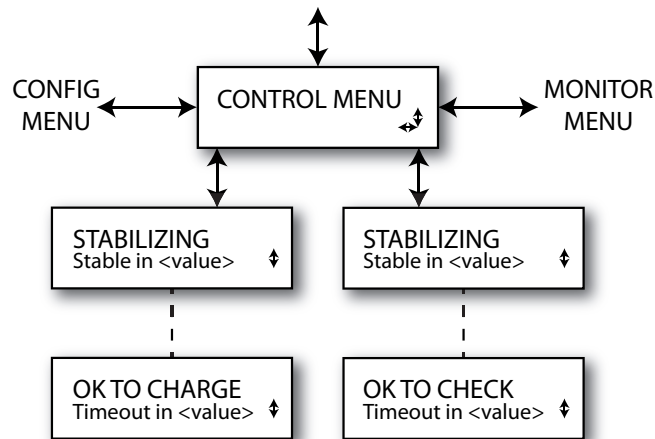 CONFIG
MENU
CONTROL MENU
MONITOR
MENU
STABILIZING
Stable in <value>
STABILIZING
Stable in <value>
OK TO CHARGE
Timeout in <value>
OK TO CHECK
Timeout in <value>